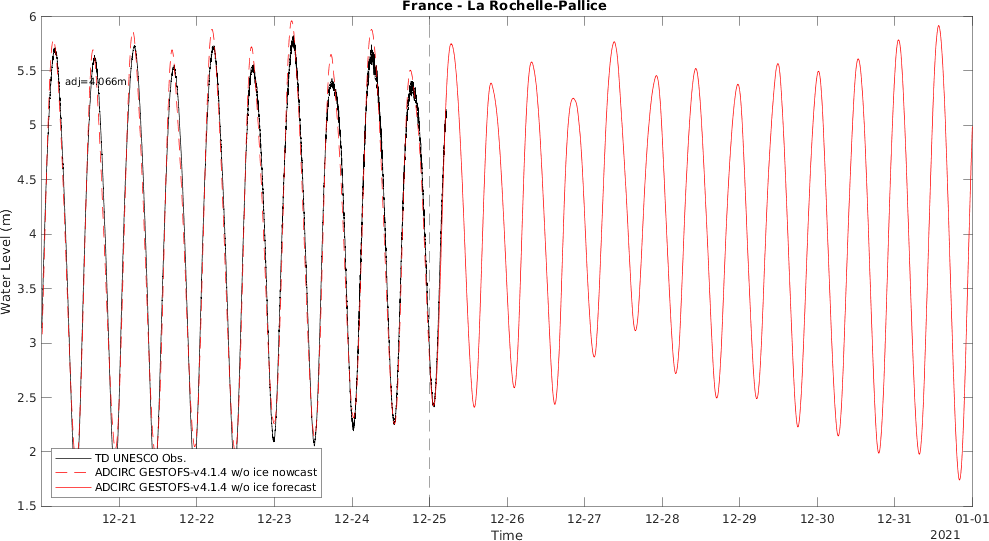 France - La Rochelle-Pallice
6
5.5
5
4.5
4
3.5
3
2.5
2
1.5
Water Level (m)
adj=4.066m
TD UNESCO Obs.
ADCIRC GESTOFS-v4.1.4 w/o ice nowcast
ADCIRC GESTOFS-v4.1.4 w/o ice forecast
12-21 12-22 12-23 12-24 12-25 12-26 12-27 12-28 12-29 12-30 12-31 01-01
Time
2021